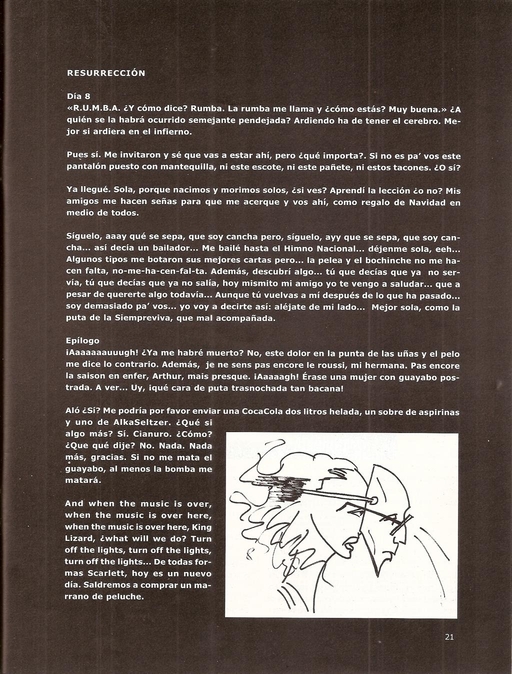 RESURRECCIÓN
Día 8
«R.U.M.B.A. ¿Y cómo dice? Rumba. La rumba me llama y ¿cómo estás? Muy buena.» ¿A
quién se la habrá ocurrido semejante pendejada? Ardiendo ha de tener el cerebro. Me-
jor si ardiera en el infierno.
Pues sí. Me invitaron y sé que vas a estar ahí, pero ¿qué importa?. Si no es pa' vos este
pantalón puesto con mantequilla, ni este escote, ni este pañete, ni estos tacones. ¿O si?
Ya llegué. Sola, porque nacimos y morimos solos, ¿si ves? Aprendí la lección ¿o no? Mis
amigos me hacen señas para que me acerque y vos ahí, como regalo de Navidad en
medio de todos.
Síguelo, aaay qué se sepa, que soy cancha pero, síguelo, ayy que se sepa, que soy can-
cha... así decía un bailador... Me bailé hasta el Himno Nacional... déjenme sola, eeh...
Algunos tipos me botaron sus mejores cartas pero... la pelea y el bochinche no me ha-
cen falta, no-me-ha-cen-fal-ta. Además, descubrí algo... tú que decías que ya no ser-
vía, tú que decías que ya no salía, hoy mismito mi amigo yo te vengo a saludar... que a
pesar de quererte algo todavía... Aunque tú vuelvas a mí después de lo que ha pasado...
soy demasiado pa' vos... yo voy a decirte así: aléjate de mi lado... Mejor sola, como la
puta de la Siempreviva, que mal acompañada.
Epílogo
¡Aaaaaaauuugh! ¿Ya me habré muerto? No, este dolor en la punta de las uñas y el pelo
me dice lo contrario. Además, je ne sens pas encore le roussi, mi hermana. Pas encore
la saison en enfer, Arthur, mais presque. ¡Aaaaagh! Érase una mujer con guayabo pos-
trada. A ver... Uy, ¡qué cara de puta trasnochada tan bacana!
Aló ¿Sí? Me podría por favor enviar una CocaCola dos litros helada, un sobre de aspirinas
y uno de AlkaSeltzer. ¿Qué si
algo más? Sí. Cianuro. ¿Cómo?
¿Que qué dije? No. Nada. Nada
más, gracias. Si no me mata el
guayabo, al menos la bomba me
matará.
And when the music is over,
when the music is over here,
when the music is over here, King
Lizard, ¿what will we do? Turn
off the lights, turn off the lights,
turn off the lights... De todas for-
mas Scarlett, hoy es un nuevo
día. Saldremos a comprar un ma-
rrano de peluche.
21